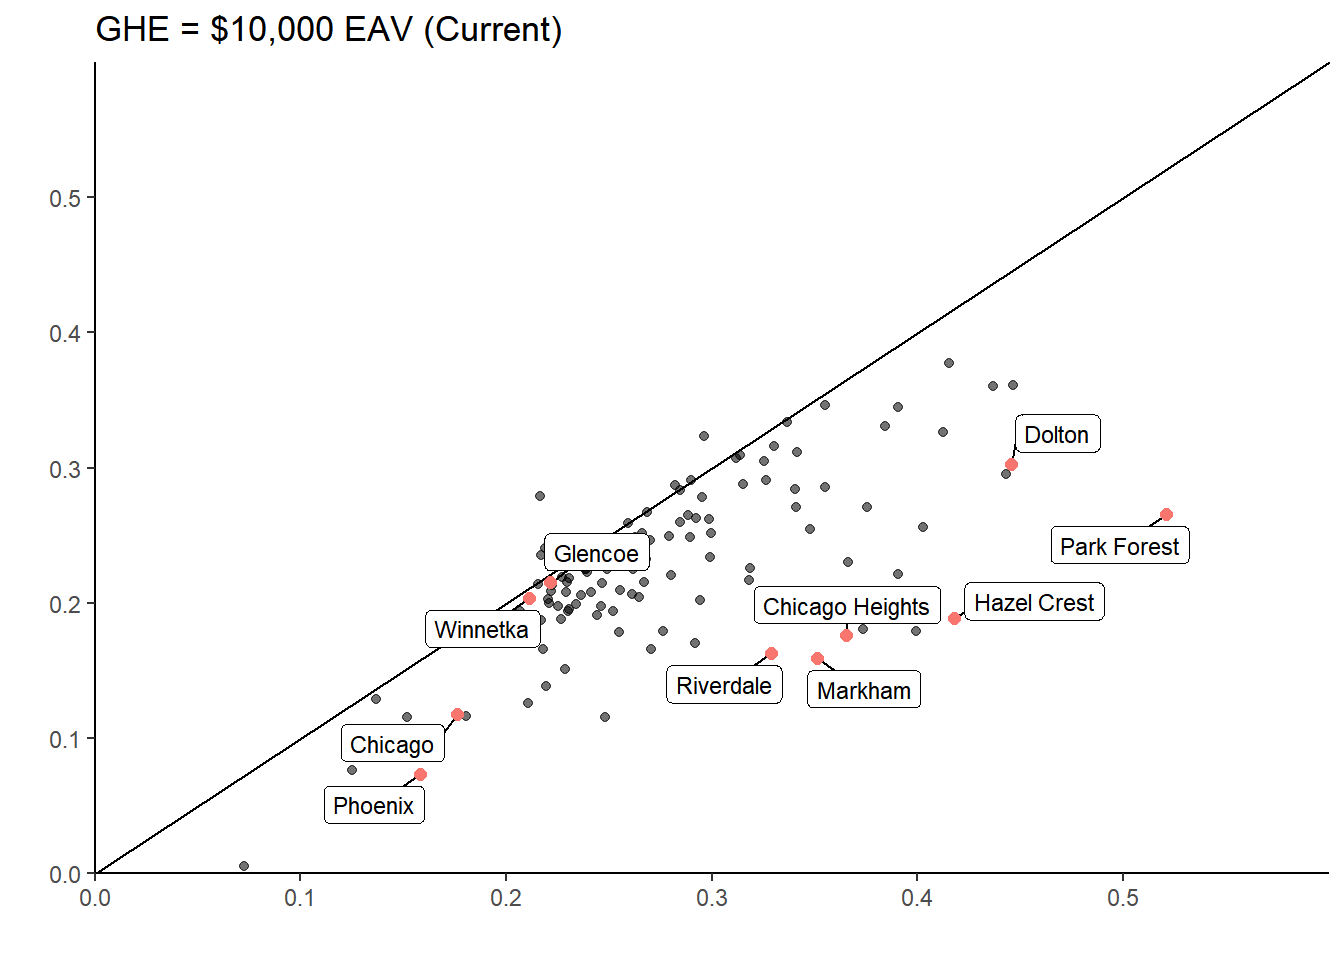 GHE = $10,000 EAV (Current)
0.5
0.4
Dolton
0.3
Glencoe
Park Forest
Chicago Heights
Hazel Crest
0.2
Winnetka
Riverdale
Markham
Chicago
0.1
Phoenix
0.0
0.0 0.1 0.2 0.3 0.4 0.5